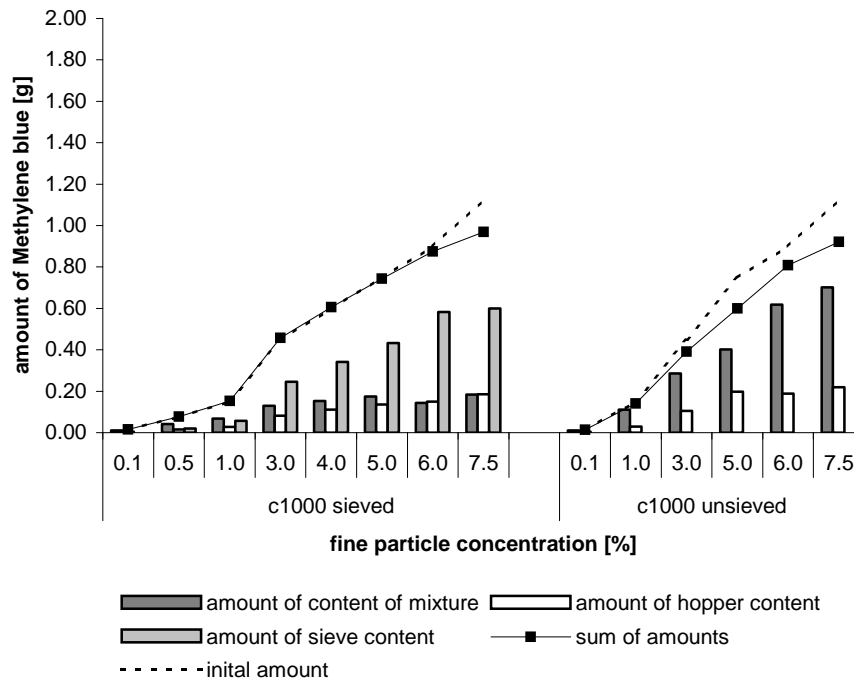 2.00
1.80
1.60
1.40
1.20
1.00
0.80
0.60
0.40
0.20
0.00
amount of Methylene blue [g]
0.1 0.5 1.0 3.0 4.0 5.0 6.0 7.5 0.1 1.0 3.0 5.0 6.0 7.5
c1000 sieved c1000 unsieved
fine particle concentration [%]
amount of content of mixture amount of hopper content
amount of sieve content sum of amounts
inital amount